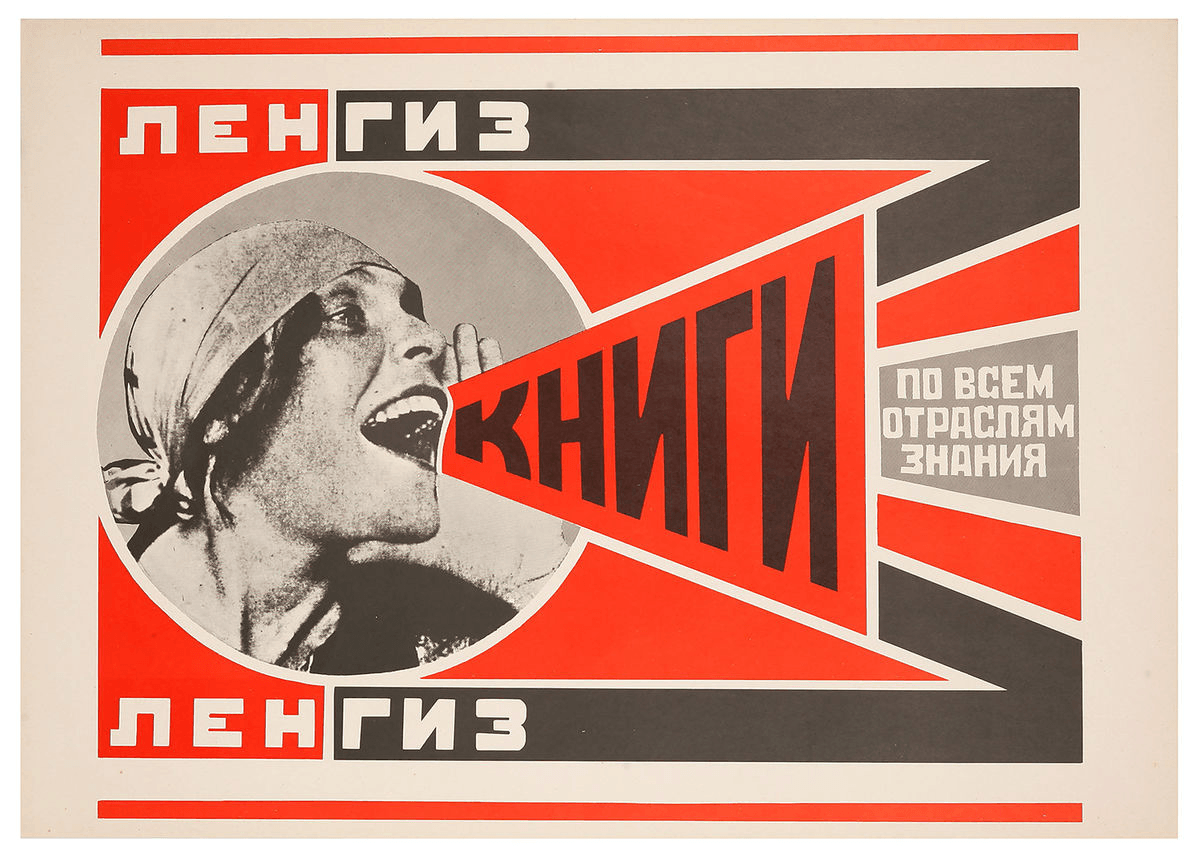 ЛЕНГИЗ
КНИГИ
ПО ВСЕМ
ОТРАСЛЯМ
ЗНАНИЯ
ЛЕНГИЗ